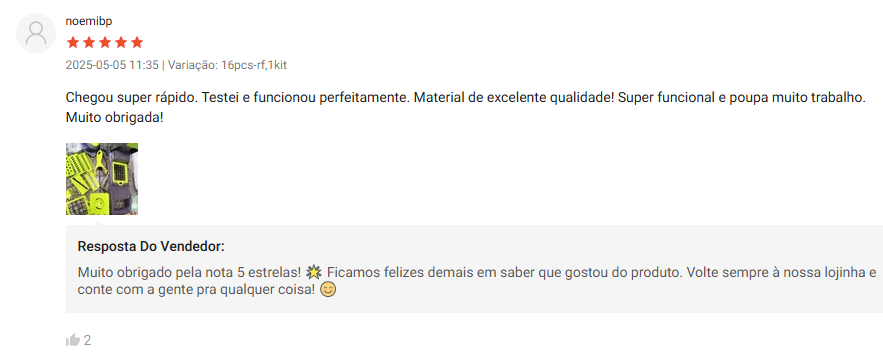 noemibp
2025-05-05 11:35 | Variação: 16pcs-rf,1kit
Chegou super rápido. Testei e funcionou perfeitamente. Material de excelente qualidade! Super funcional e poupa muito trabalho.
Muito obrigada!
Resposta Do Vendedor:
Muito obrigado pela nota 5 estrelas! 🌟 Ficamos felizes demais em saber que gostou do produto. Volte sempre à nossa lojinha e
conte com a gente pra qualquer coisa! 😊
2